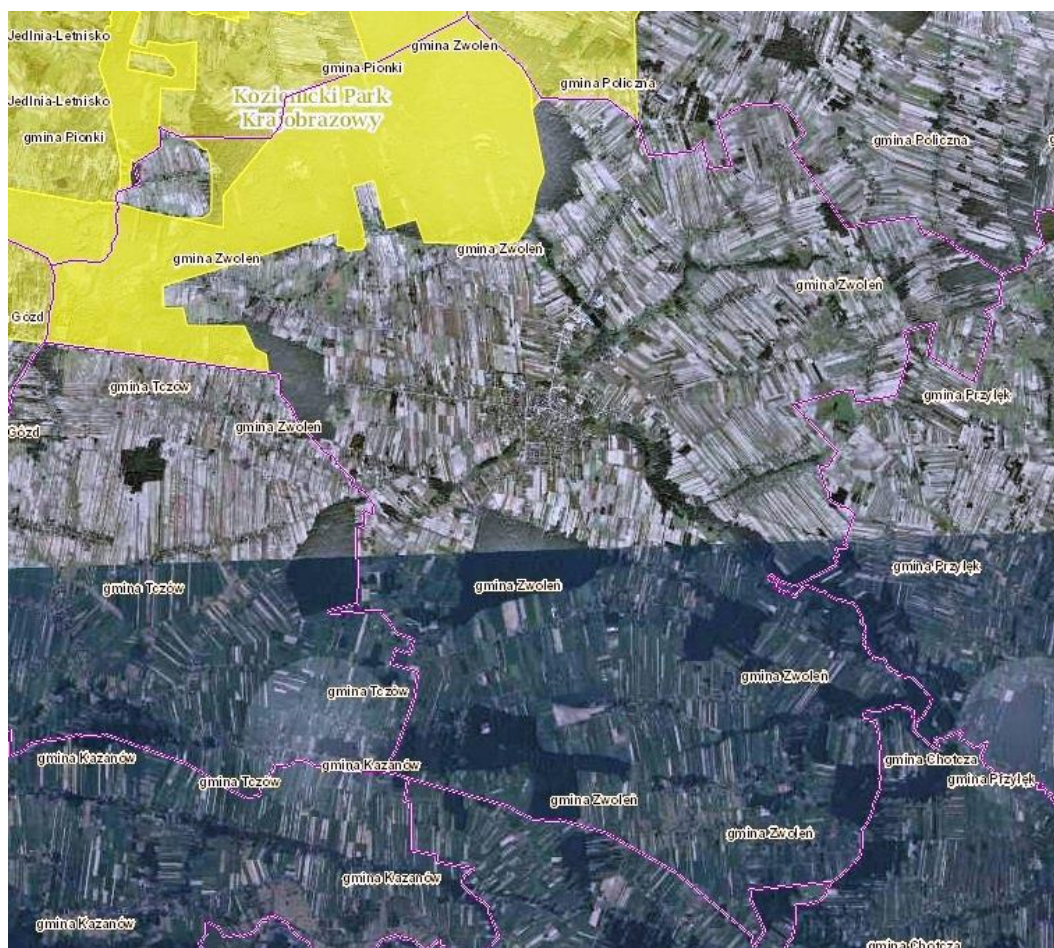 Jedlnia-Letnisko
gmina Zwoleń
gmina Pionki
gmina Policzna
Jedlnia-Letnisko
Kozienicki Park
Krajobrazowy
gmina Pionki
gmina Policzna
gmina Zwoleń
gmina Zwoleń
gmina Zwoleń
Gózd
gmina Tczów
gmina Przyłęk
gmina Zwoleń
Gózd
gmina Przyłęk
gmina Tczów
gmina Zwoleń
gmina Zwoleń
gmina Tczów
gmina Kazanów
gmina Chotcza
gmina Kazanów
gmina Przyłęk
gmina Tczów
gmina Zwoleń
gmina Zwoleń
gmina Kazanów
gmina Kazanów
gmina Chotcza